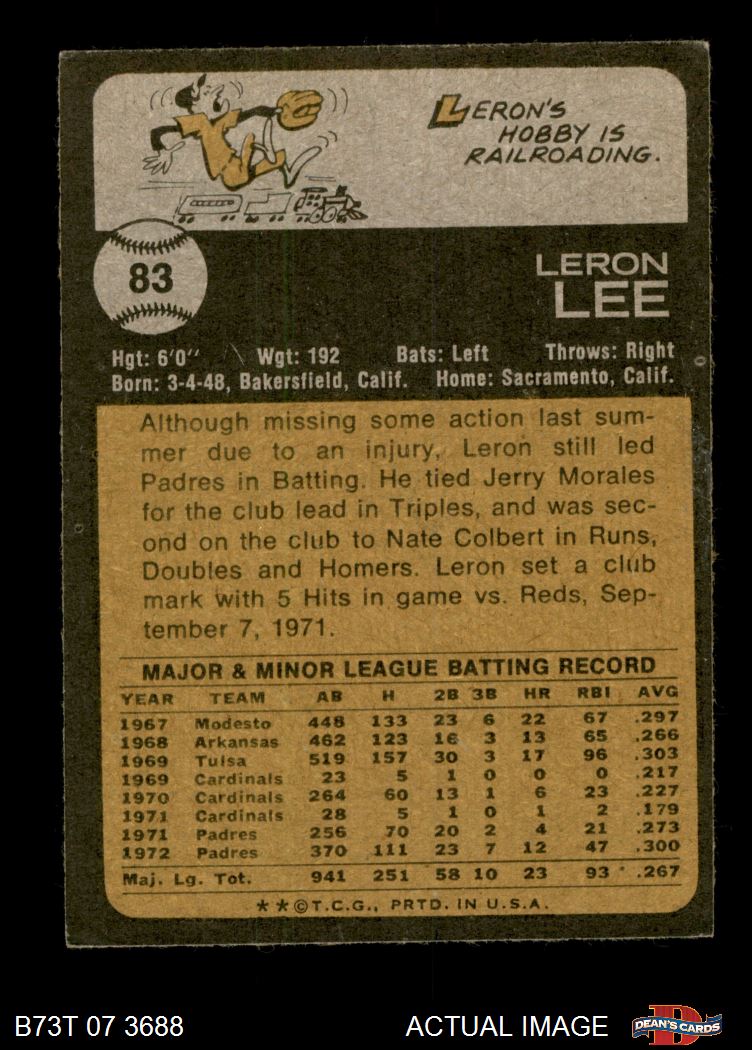 LERON'S
HOBBY IS
RAILROADING.
83
LERON
LEE
Hgt: 6'0" Wgt: 192 Bats: Left Throws: Right
Born: 3-4-48, Bakersfield, Calif. Home: Sacramento, Calif.
Although missing some action last sum-
mer due to an injury, Leron still led
Padres in Batting. He tied Jerry Morales
for the club lead in Triples, and was sec-
ond on the club to Nate Colbert in Runs,
Doubles and Homers. Leron set a club
mark with 5 Hits in game vs. Reds, Sep-
tember 7, 1971.
MAJOR & MINOR LEAGUE BATTING RECORD
YEAR TEAM AB H 2B 3B HR RBI AVG
1967 Modesto 448 133 23 6 22 67 .297
1968 Arkansas 462 123 16 3 13 65 .266
1969 Tulsa 519 157 30 3 17 96 .303
1969 Cardinals 23 5 1 0 0 0 .217
1970 Cardinals 264 60 13 1 6 23 .227
1971 Cardinals 28 5 1 0 1 2 .179
1971 Padres 256 70 20 2 4 21 .273
1972 Padres 370 111 23 7 12 47 .300
Maj. Lg. Tot. 941 251 58 10 23 93 .267
**©T.C.G., PRTD. IN U.S.A.
B73T 07 3688 ACTUAL IMAGE DEAN'S CARDS